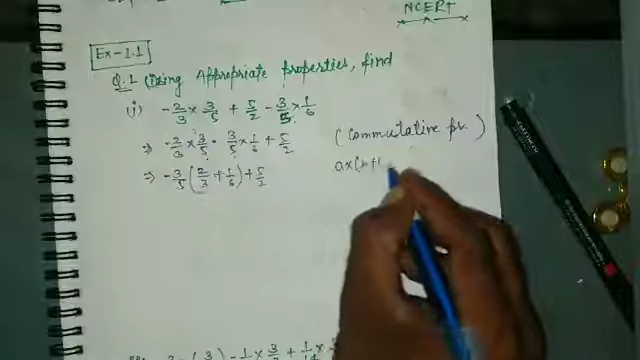 NCERT
Ex-1.1
Q.1 Using Appropriate properties, find
(i) -2/3 × 3/5 + 5/2 - 3/5 × 1/6
⇒ -2/3 × 3/5 - 3/5 × 1/6 + 5/2 (Commutative pr.)
⇒ -3/5 (2/3 + 1/6) + 5/2 a×(b+